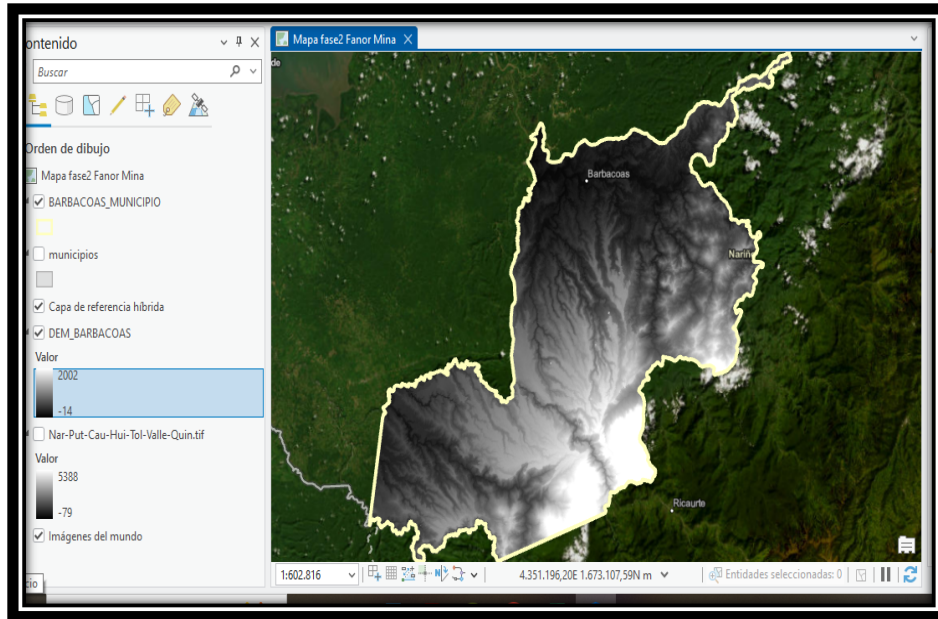 ontenido
Buscar
Orden de dibujo
Mapa fase2 Fanor Mina
BARBACOAS_MUNICIPIO
municipios
Capa de referencia híbrida
DEM_BARBACOAS
Valor
2002
-14
Nar-Put-Cau-Hui-Tol-Valle-Quin.tif
Valor
5388
-79
Imágenes del mundo
cio
Mapa fase2 Fanor Mina
de
Barbacoas
Nariñ
Ricaurte
1:602.816
4.351.196,20E 1.673.107,59N m
Entidades seleccionadas: 0